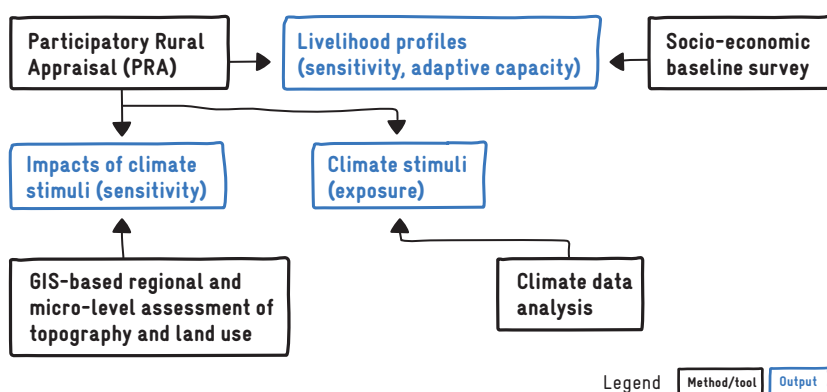 Participatory Rural
Appraisal (PRA)
Livelihood profiles
(sensitivity, adaptive capacity)
Socio-economic
baseline survey
Impacts of climate
stimuli (sensitivity)
Climate stimuli
(exposure)
GIS-based regional and
micro-level assessment of
topography and land use
Climate data
analysis
Legend
Method/tool
Output